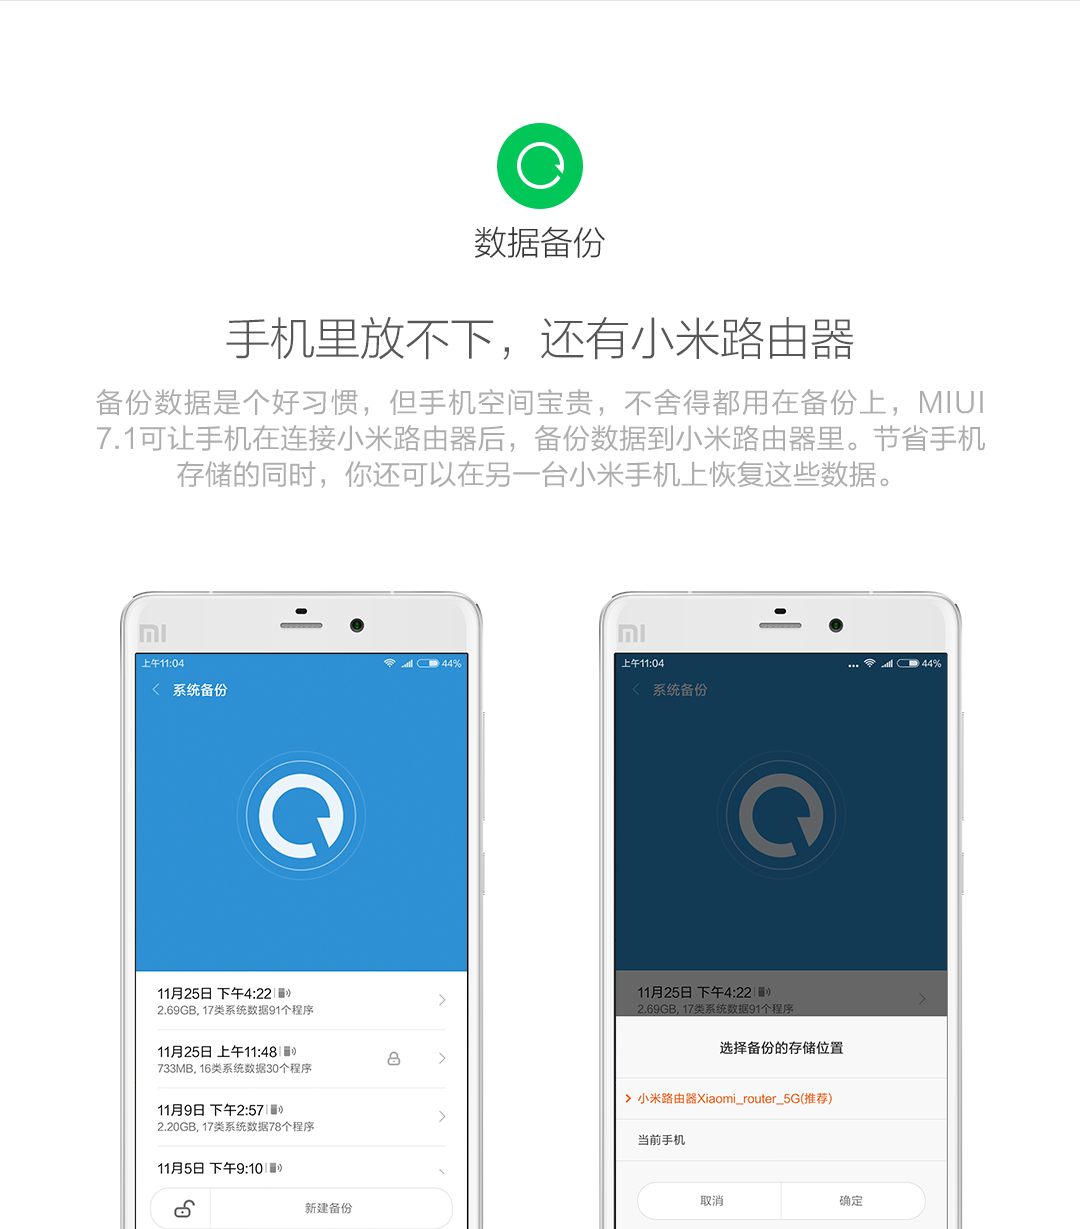 数据备份
手机里放不下，还有小米路由器
备份数据是个好习惯，但手机空间宝贵，不舍得都用在备份上，MIUI
7.1可让手机在连接小米路由器后，备份数据到小米路由器里。节省手机
存储的同时，你还可以在另一台小米手机上恢复这些数据。
MI
上午11:04
44%
系统备份
11月25日 下午4:22
2.69GB, 17类系统数据91个程序
11月25日 上午11:48
733MB, 16类系统数据30个程序
11月9日 下午2:57
2.20GB, 17类系统数据78个程序
11月5日 下午9:10
新建备份
MI
上午11:04
... 44%
系统备份
11月25日 下午4:22
2.69GB, 17类系统数据91个程序
选择备份的存储位置
小米路由器Xiaomi_router_5G(推荐)
当前手机
取消
确定